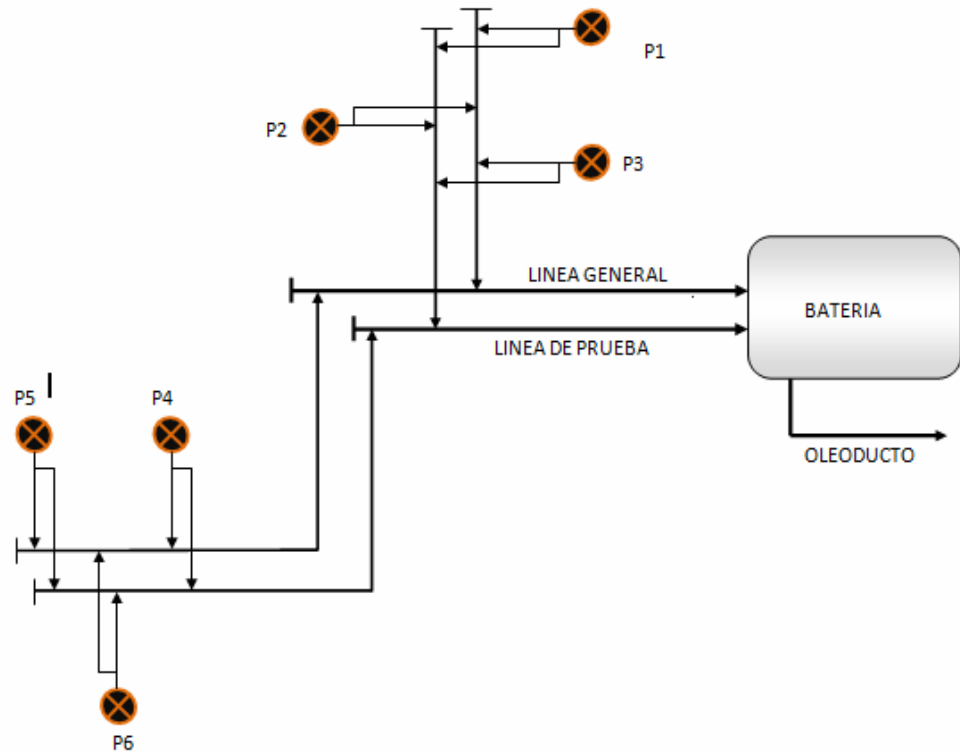 P1
P2
P3
LINEA GENERAL
BATERIA
LINEA DE PRUEBA
P5
P4
OLEODUCTO
P6